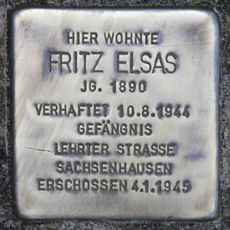 HIER WOHNTE
FRITZ ELSAS
JG. 1890
VERHAFTET 10.8.1944
GEFÄNGNIS
LEHRTER STRASSE
SACHSENHAUSEN
ERSCHOSSEN 4.1.1945